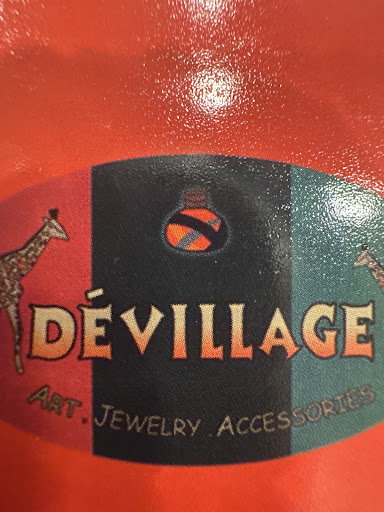 DÉVILLAGE
ART . JEWELRY . ACCESSORIES